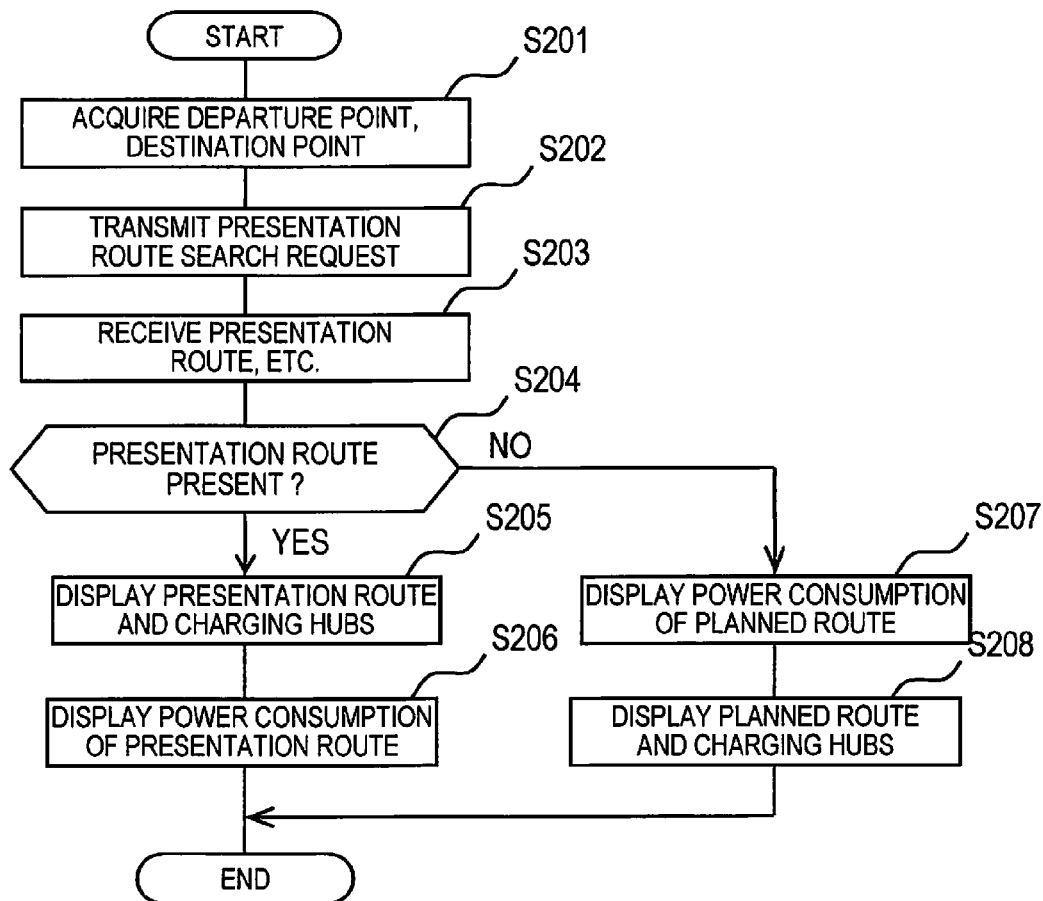 START
S201
ACQUIRE DEPARTURE POINT,
DESTINATION POINT
S202
TRANSMIT PRESENTATION
ROUTE SEARCH REQUEST
S203
RECEIVE PRESENTATION
ROUTE, ETC.
S204
PRESENTATION ROUTE
PRESENT ?
NO
YES
S205
DISPLAY PRESENTATION ROUTE
AND CHARGING HUBS
S206
DISPLAY POWER CONSUMPTION
OF PRESENTATION ROUTE
S207
DISPLAY POWER CONSUMPTION
OF PLANNED ROUTE
S208
DISPLAY PLANNED ROUTE
AND CHARGING HUBS
END